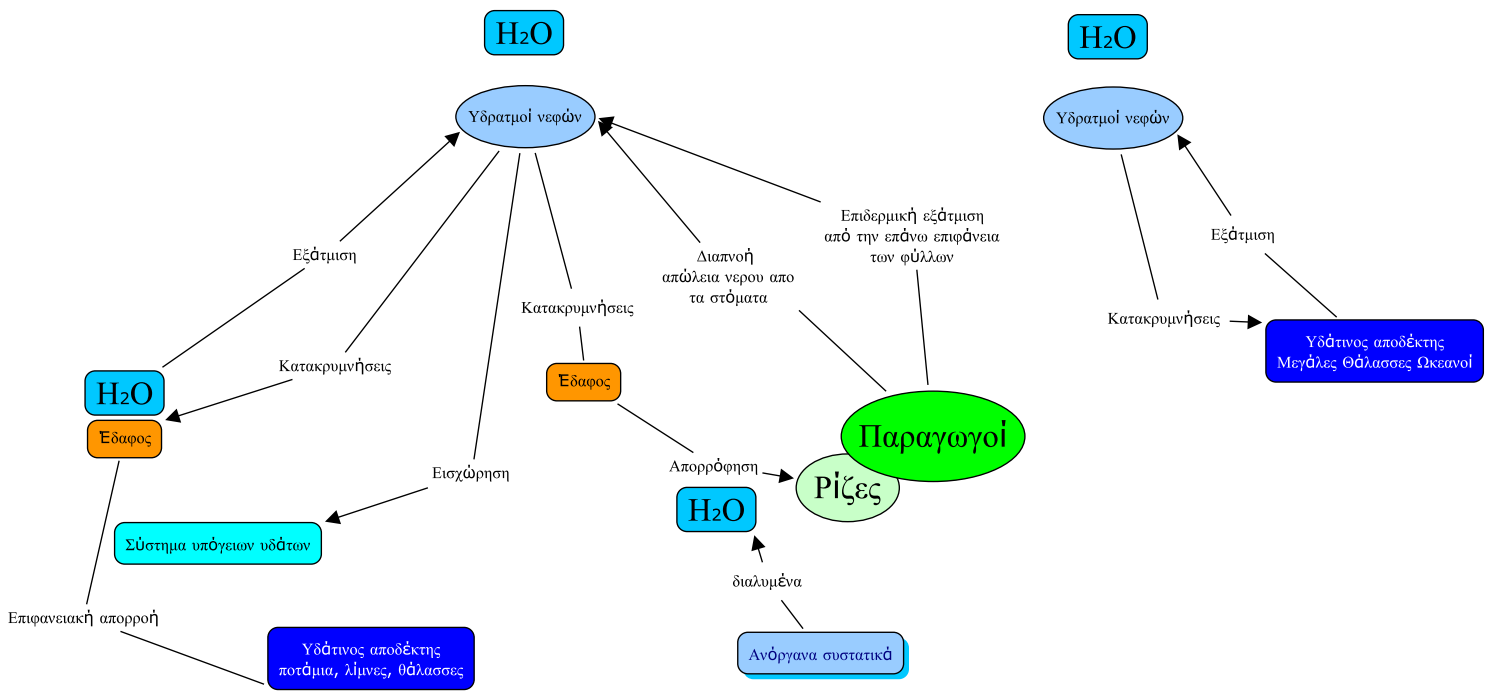 H₂O
H₂O
Υδρατμοί νεφών
Υδρατμοί νεφών
Επιδερμική εξάτμιση
από την επάνω επιφάνεια
των φύλλων
Εξάτμιση
Εξάτμιση
Διαπνοή
απώλεια νερου απο
τα στόματα
Κατακρυμνήσεις
Κατακρυμνήσεις
Υδάτινος αποδέκτης
Μεγάλες Θάλασσες Ωκεανοί
Κατακρυμνήσεις
Έδαφος
H₂O
Έδαφος
Παραγωγοί
Εισχώρηση
Απορρόφηση
Ρίζες
H₂O
Σύστημα υπόγειων υδάτων
διαλυμένα
Επιφανειακή απορροή
Υδάτινος αποδέκτης
ποτάμια, λίμνες, θάλασσες
Ανόργανα συστατικά